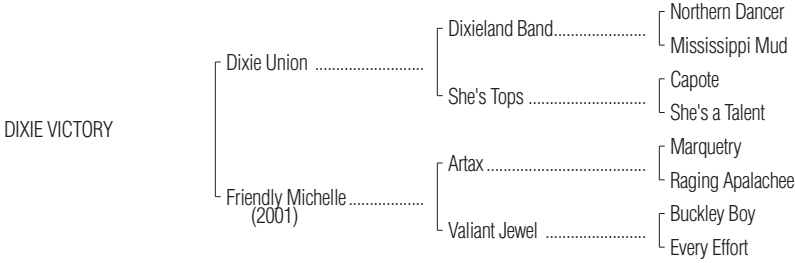 Northern Dancer
Dixieland Band......................
Mississippi Mud
Dixie Union ..........................
Capote
She's Tops ............................
She's a Talent
DIXIE VICTORY
Marquetry
Artax......................................
Raging Apalachee
Friendly Michelle..................
(2001)
Buckley Boy
Valiant Jewel ........................
Every Effort